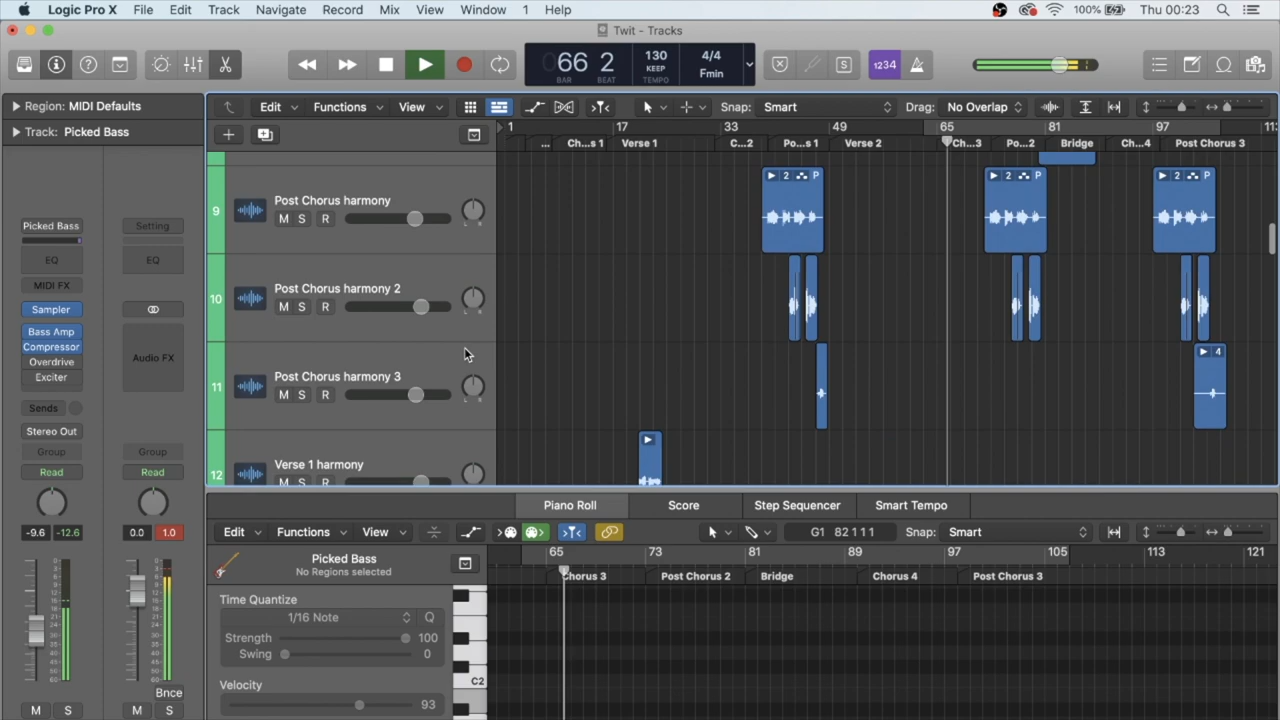 Logic Pro X File Edit Track Navigate Record Mix View Window 1 Help 100% Thu 00:23
Twit - Tracks
066 2 130 4/4
KEEP
BAR BEAT TEMPO Fmin
1234
Region: MIDI Defaults
Track: Picked Bass
Edit Functions View Snap: Smart Drag: No Overlap
1 17 33 49 65 81 97 113
... Ch...s 1 Verse 1 C...2 Po...s 1 Verse 2 Ch...3 Po...2 Bridge Ch...4 Post Chorus 3
9 Post Chorus harmony
M S R L R
2 P 2 P 2 P
10 Post Chorus harmony 2
M S R L R
11 Post Chorus harmony 3
M S R L R
4
12 Verse 1 harmony
M S R
Picked Bass Setting
EQ EQ
MIDI FX
Sampler
Bass Amp
Compressor Audio FX
Overdrive
Exciter
Sends
Stereo Out
Group Group
Read Read
-9.6 -12.6 0.0 1.0
Bnce
M S M S
Piano Roll Score Step Sequencer Smart Tempo
Edit Functions View G1 82 1 1 1 Snap: Smart
65 73 81 89 97 105 113 121
Chorus 3 Post Chorus 2 Bridge Chorus 4 Post Chorus 3
Picked Bass
No Regions selected
Time Quantize
1/16 Note Q
Strength 100
Swing 0
Velocity
93
C2